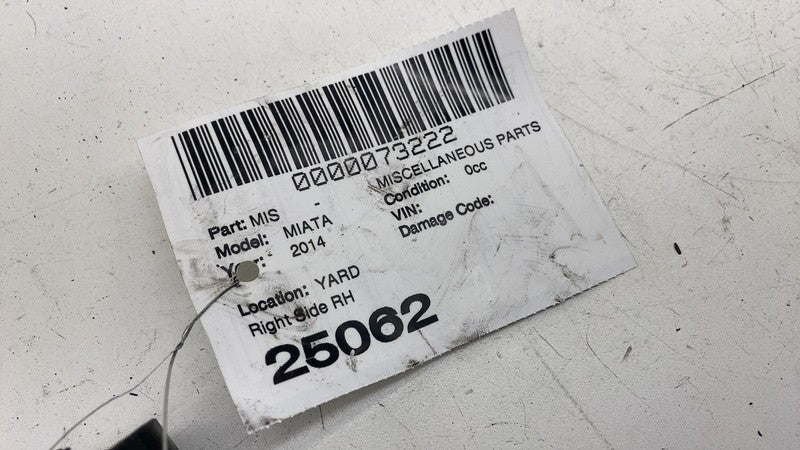 0000073222
Part: MIS - MISCELLANEOUS PARTS
Model: MIATA Condition: 0cc
Year: 2014 VIN:
Damage Code:
Location: YARD
Right Side RH
25062